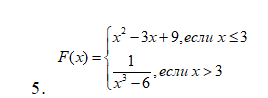 x² − 3x + 9, если x ≤ 3
F(x) =
1/(x³ − 6), если x > 3
5.